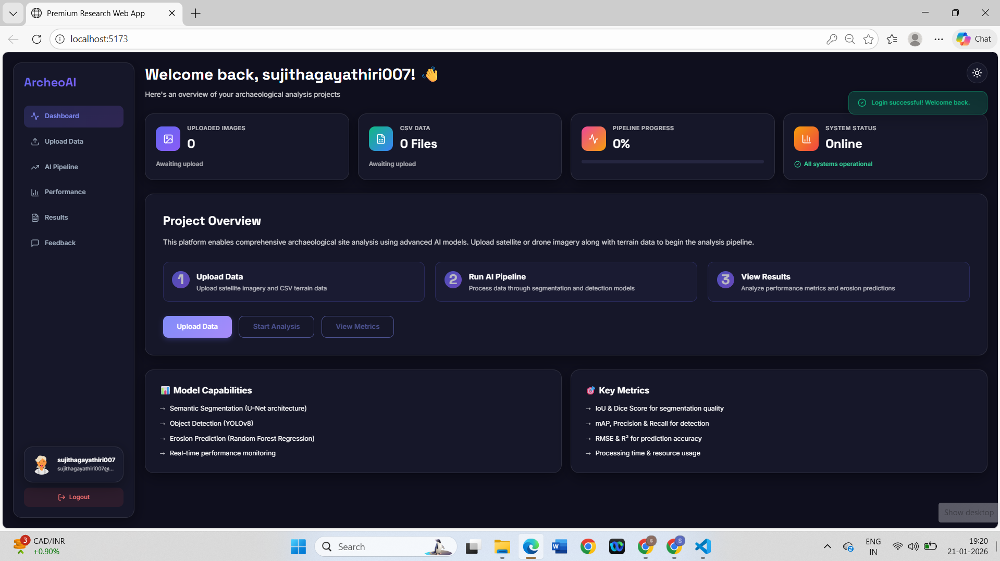 Premium Research Web App
localhost:5173
Chat
ArcheoAI
Dashboard
Upload Data
AI Pipeline
Performance
Results
Feedback
sujithagayathiri007
sujithagayathiri007@...
Logout
Welcome back, sujithagayathiri007! 👋
Here's an overview of your archaeological analysis projects
Login successful! Welcome back.
UPLOADED IMAGES
0
Awaiting upload
CSV DATA
0 Files
Awaiting upload
PIPELINE PROGRESS
0%
SYSTEM STATUS
Online
All systems operational
Project Overview
This platform enables comprehensive archaeological site analysis using advanced AI models. Upload satellite or drone imagery along with terrain data to begin the analysis pipeline.
1
Upload Data
Upload satellite imagery and CSV terrain data
2
Run AI Pipeline
Process data through segmentation and detection models
3
View Results
Analyze performance metrics and erosion predictions
Upload Data
Start Analysis
View Metrics
📊 Model Capabilities
→ Semantic Segmentation (U-Net architecture)
→ Object Detection (YOLOv8)
→ Erosion Prediction (Random Forest Regression)
→ Real-time performance monitoring
🎯 Key Metrics
→ IoU & Dice Score for segmentation quality
→ mAP, Precision & Recall for detection
→ RMSE & R² for prediction accuracy
→ Processing time & resource usage
Show desktop
3
CAD/INR
+0.90%
Search
W
S
S
ENG
IN
19:20
21-01-2026